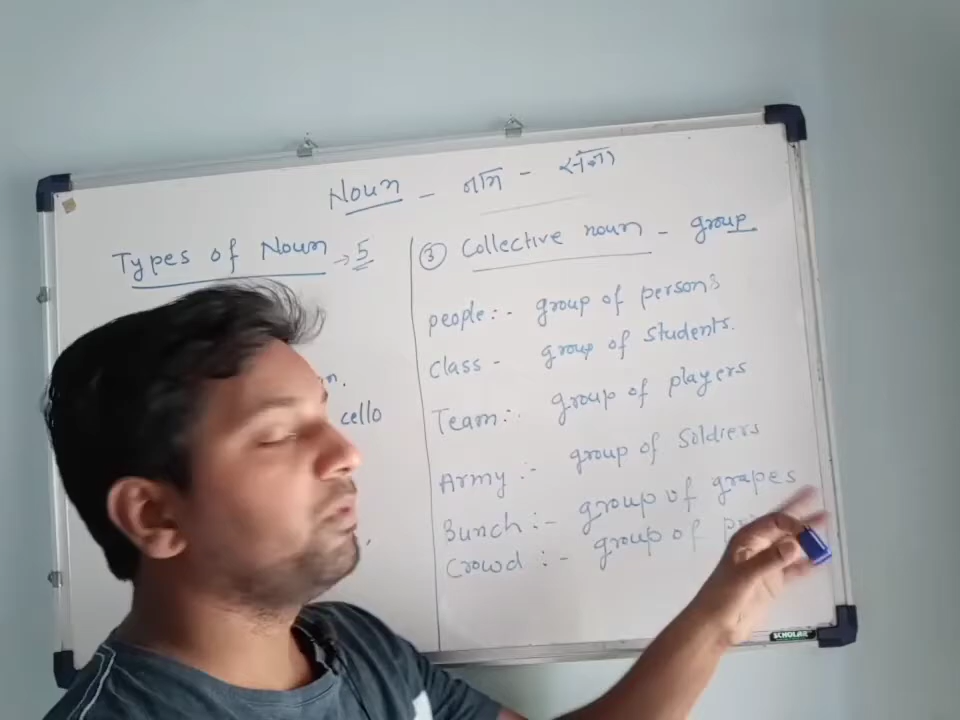 Noun - नाम - संज्ञा
Types of Noun → 5
n.
cello
③ Collective noun - group
people:- group of persons
Class - group of students.
Team:- group of players
Army:- group of Soldiers
Bunch:- group of grapes
Crowd:- group of
SCHOLAR